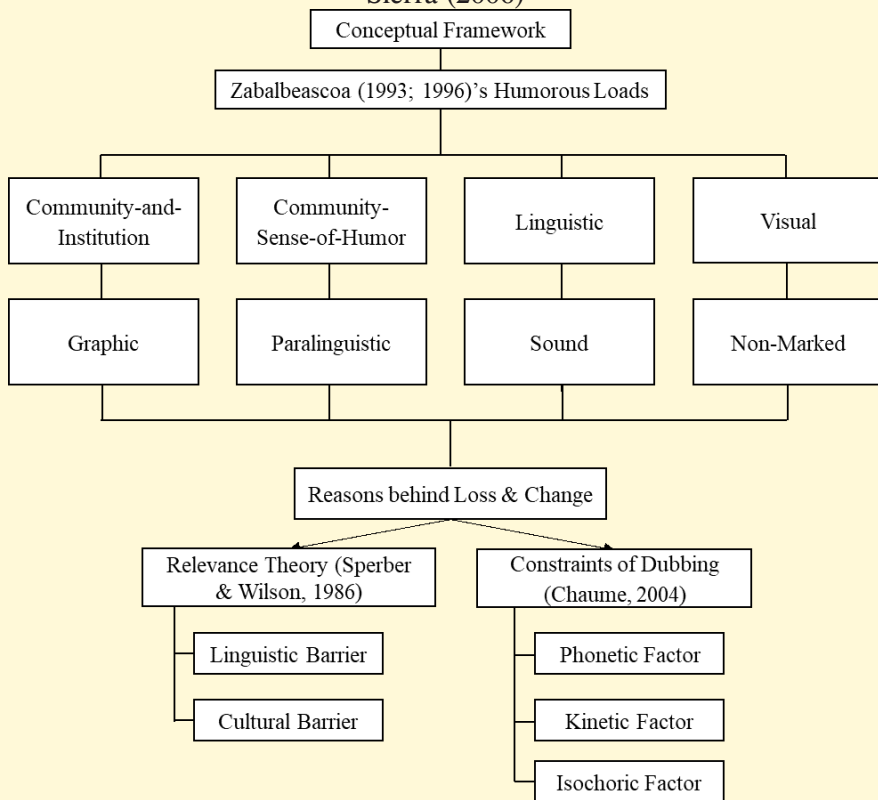 Sierra (2006)
Conceptual Framework
Zabalbeascoa (1993; 1996)'s Humorous Loads
Community-and-
Institution
Community-
Sense-of-Humor
Linguistic
Visual
Graphic
Paralinguistic
Sound
Non-Marked
Reasons behind Loss & Change
Relevance Theory (Sperber
& Wilson, 1986)
Constraints of Dubbing
(Chaume, 2004)
Linguistic Barrier
Cultural Barrier
Phonetic Factor
Kinetic Factor
Isochoric Factor